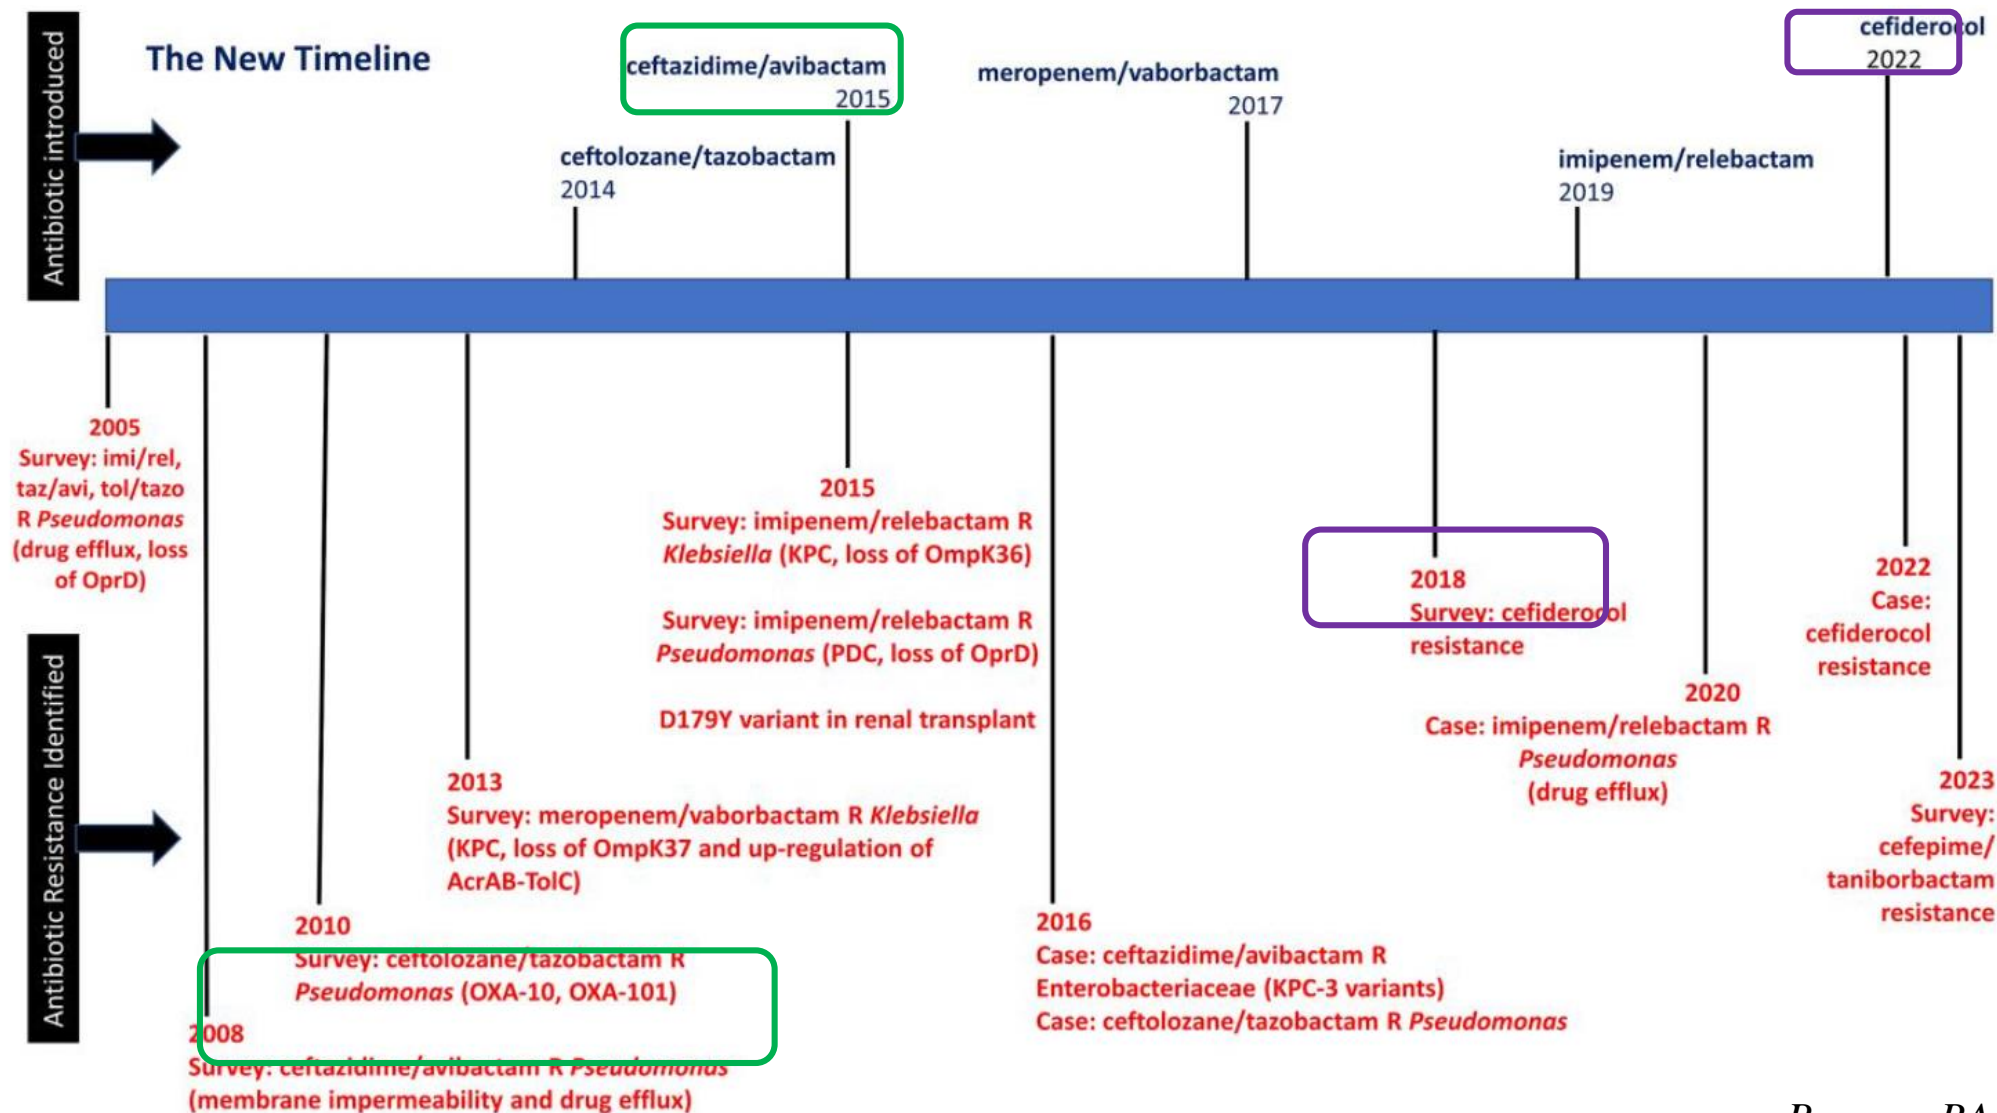 Antibiotic introduced
The New Timeline
ceftolozane/tazobactam
2014
ceftazidime/avibactam
2015
meropenem/vaborbactam
2017
imipenem/relebactam
2019
cefiderocol
2022
Antibiotic Resistance Identified
2005
Survey: imi/rel,
taz/avi, tol/tazo
R Pseudomonas
(drug efflux, loss
of OprD)
2008
Survey: ceftazidime/avibactam R Pseudomonas
(membrane impermeability and drug efflux)
2010
Survey: ceftolozane/tazobactam R
Pseudomonas (OXA-10, OXA-101)
2013
Survey: meropenem/vaborbactam R Klebsiella
(KPC, loss of OmpK37 and up-regulation of
AcrAB-TolC)
2015
Survey: imipenem/relebactam R
Klebsiella (KPC, loss of OmpK36)
Survey: imipenem/relebactam R
Pseudomonas (PDC, loss of OprD)
D179Y variant in renal transplant
2016
Case: ceftazidime/avibactam R
Enterobacteriaceae (KPC-3 variants)
Case: ceftolozane/tazobactam R Pseudomonas
2018
Survey: cefiderocol
resistance
2020
Case: imipenem/relebactam R
Pseudomonas
(drug efflux)
2022
Case:
cefiderocol
resistance
2023
Survey:
cefepime/
taniborbactam
resistance